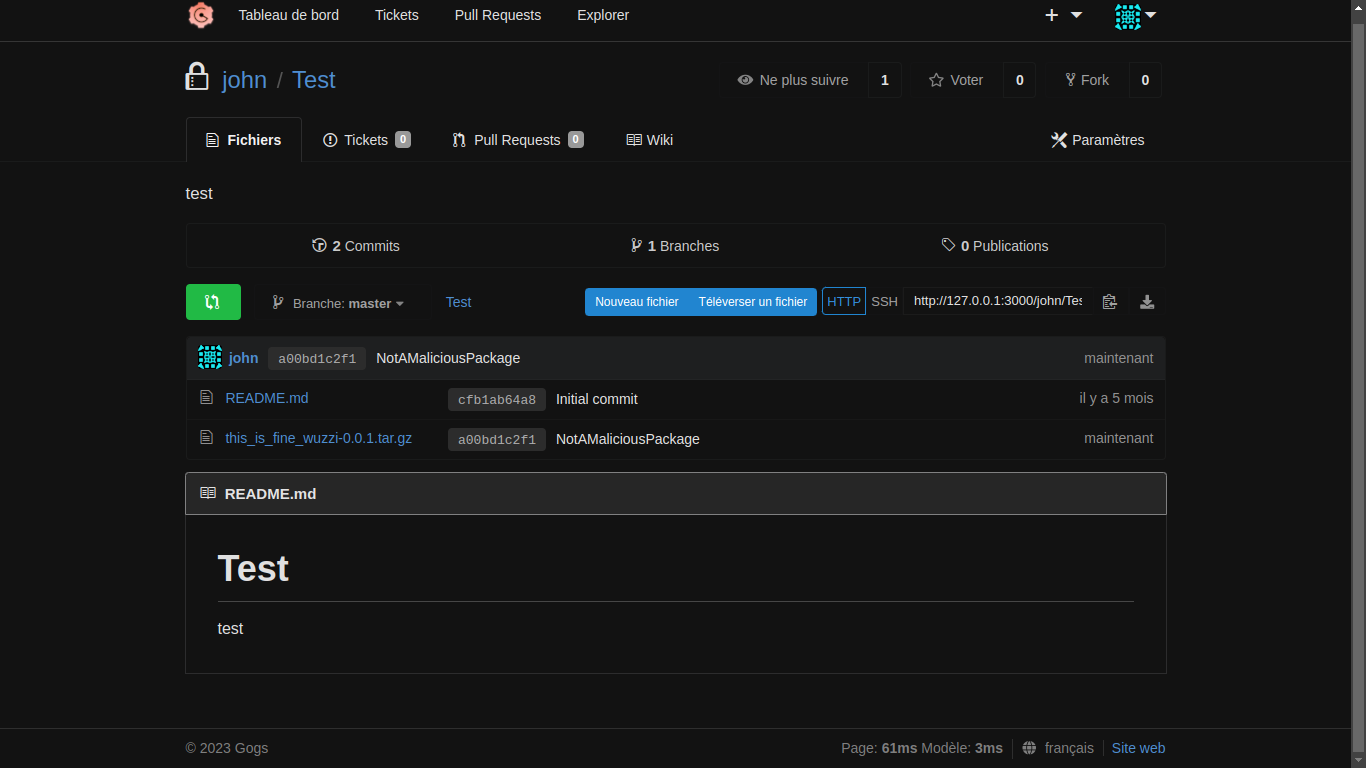 Tableau de bord Tickets Pull Requests Explorer
john / Test Ne plus suivre 1 Voter 0 Fork 0
Fichiers Tickets 0 Pull Requests 0 Wiki Paramètres
test
2 Commits 1 Branches 0 Publications
Branche: master Test Nouveau fichier Téléverser un fichier HTTP SSH http://127.0.0.1:3000/john/Tes
john a00bd1c2f1 NotAMaliciousPackage maintenant
README.md cfb1ab64a8 Initial commit il y a 5 mois
this_is_fine_wuzzi-0.0.1.tar.gz a00bd1c2f1 NotAMaliciousPackage maintenant
README.md
Test
test
© 2023 Gogs Page: 61ms Modèle: 3ms français Site web